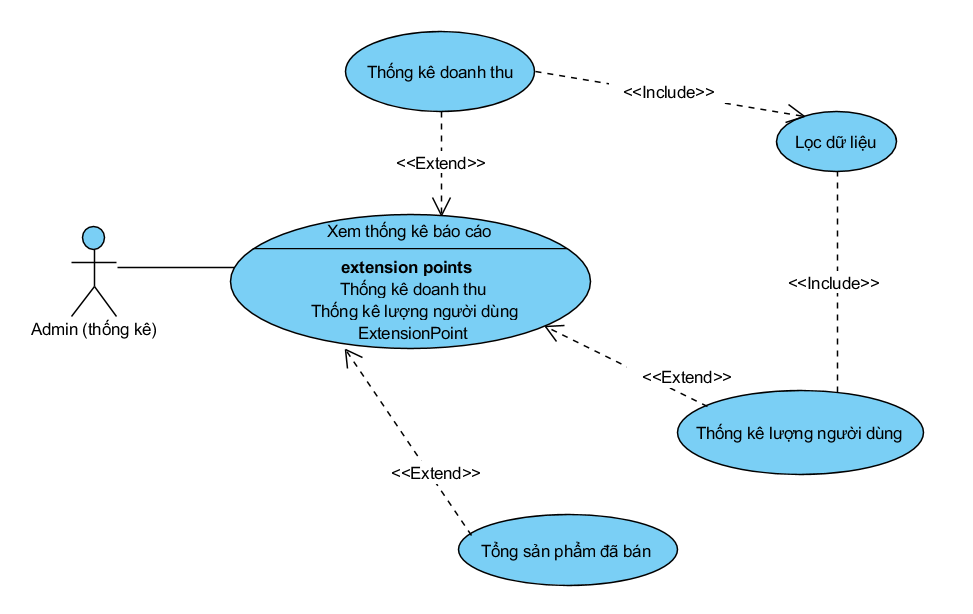 Thống kê doanh thu
<<Include>>
Lọc dữ liệu
<<Extend>>
Xem thống kê báo cáo
extension points
Thống kê doanh thu
Thống kê lượng người dùng
ExtensionPoint
Admin (thống kê)
<<Include>>
<<Extend>>
Thống kê lượng người dùng
<<Extend>>
Tổng sản phẩm đã bán